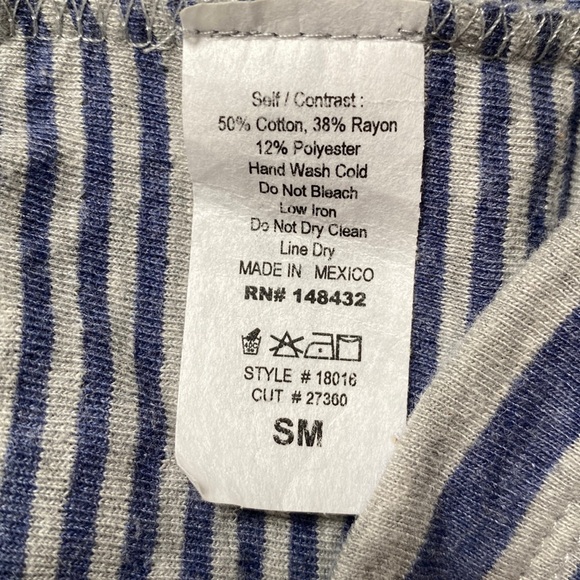 Self / Contrast :
50% Cotton, 38% Rayon
12% Polyester
Hand Wash Cold
Do Not Bleach
Low Iron
Do Not Dry Clean
Line Dry
MADE IN MEXICO
RN# 148432
STYLE # 18016
CUT # 27360
SM